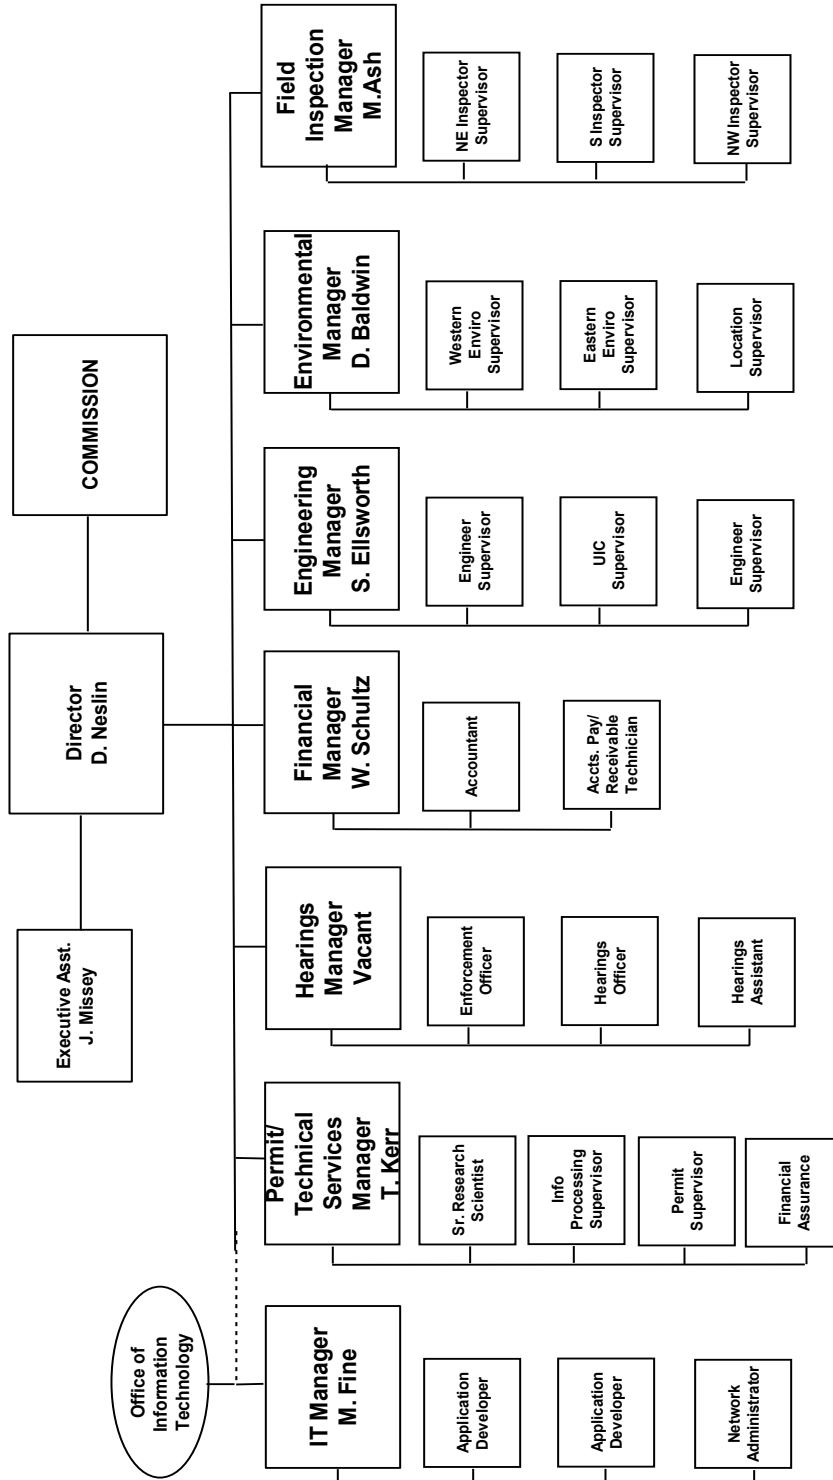 COMMISSION
Director
D. Neslin
Executive Asst.
J. Missey
Office of
Information
Technology
IT Manager
M. Fine
Application
Developer
Application
Developer
Network
Administrator
Permit/
Technical
Services
Manager
T. Kerr
Sr. Research
Scientist
Info
Processing
Supervisor
Permit
Supervisor
Financial
Assurance
Hearings
Manager
Vacant
Enforcement
Officer
Hearings
Officer
Hearings
Assistant
Financial
Manager
W. Schultz
Accountant
Accts. Pay/
Receivable
Technician
Engineering
Manager
S. Ellsworth
Engineer
Supervisor
UIC
Supervisor
Engineer
Supervisor
Environmental
Manager
D. Baldwin
Western
Enviro
Supervisor
Eastern
Enviro
Supervisor
Location
Supervisor
Field
Inspection
Manager
M.Ash
NE Inspector
Supervisor
S Inspector
Supervisor
NW Inspector
Supervisor